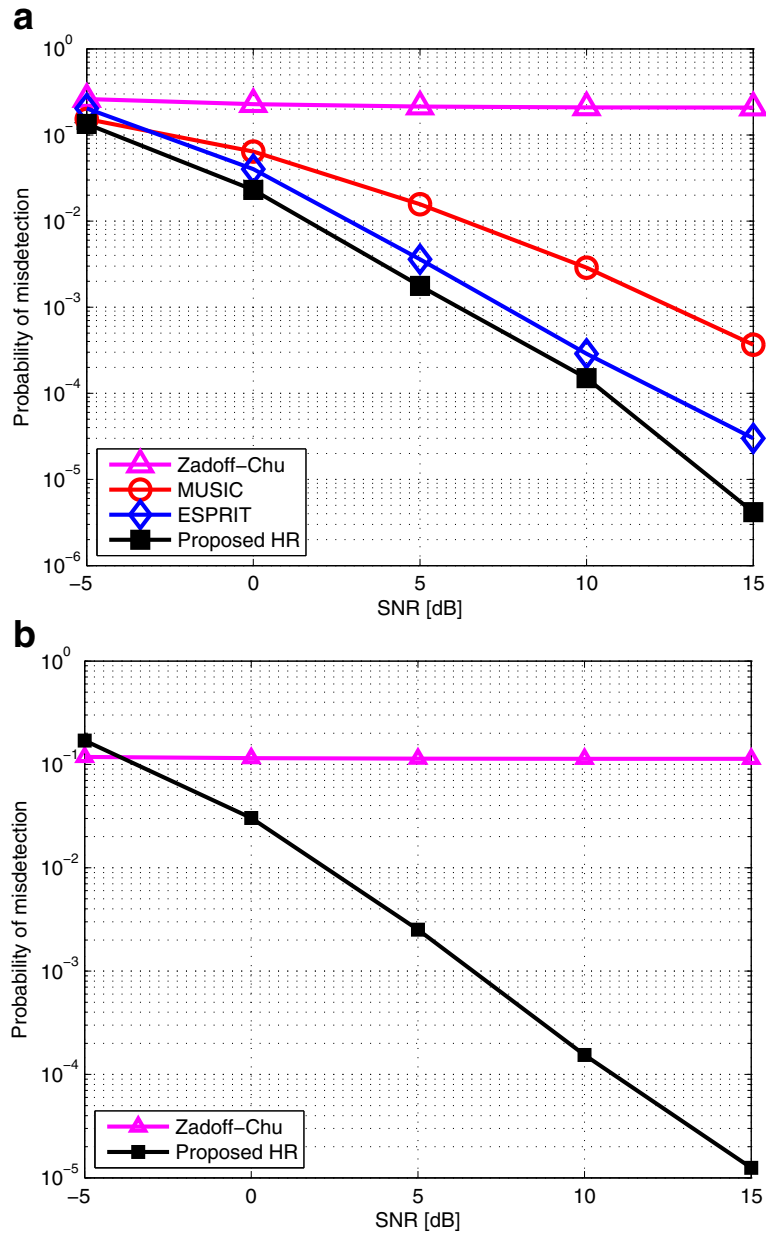 a
10^0
10^-1
10^-2
10^-3
10^-4
10^-5
10^-6
Probability of misdetection
Zadoff-Chu
MUSIC
ESPRIT
Proposed HR
-5 0 5 10 15
SNR [dB]
b
10^0
10^-1
10^-2
10^-3
10^-4
10^-5
Probability of misdetection
Zadoff-Chu
Proposed HR
-5 0 5 10 15
SNR [dB]